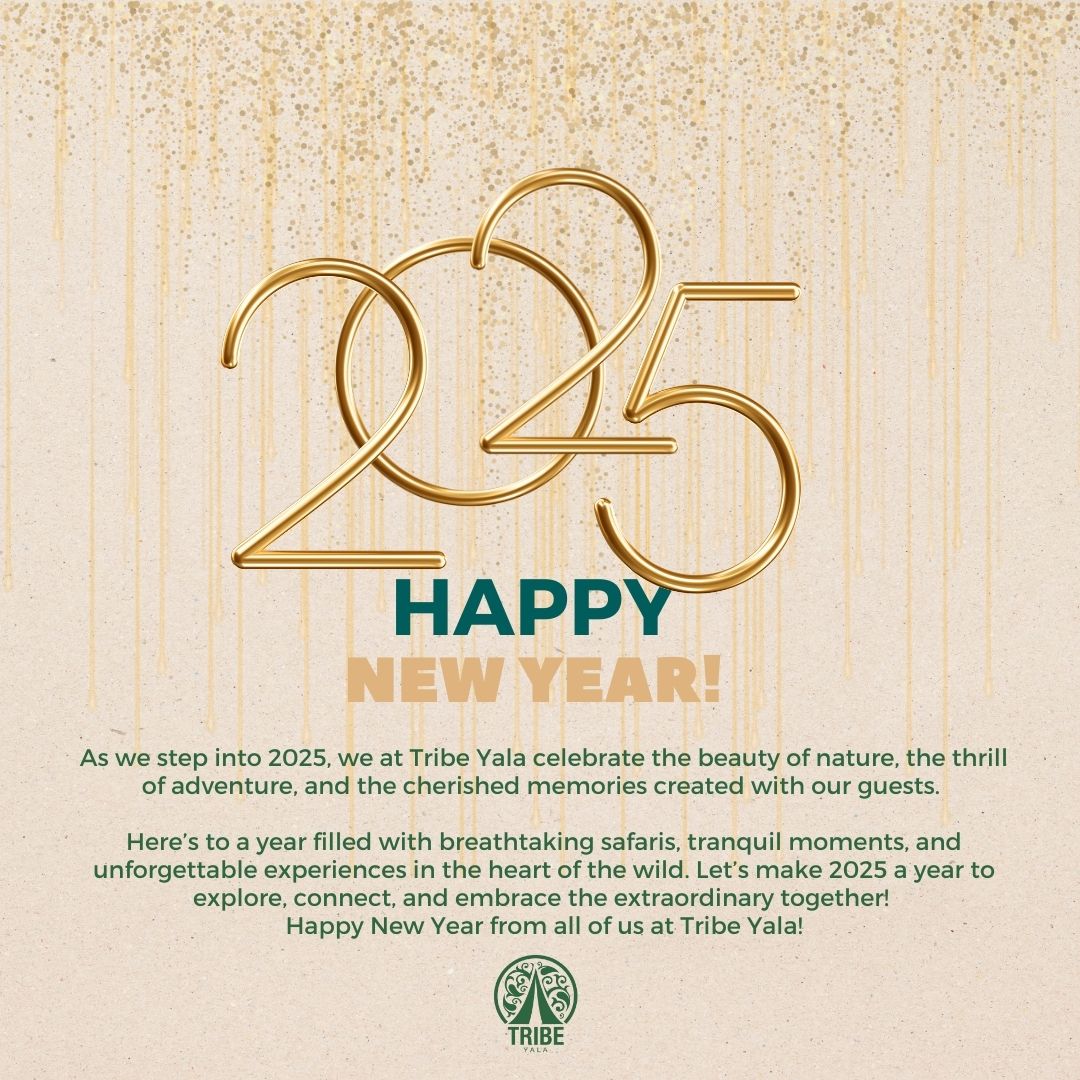 2025
HAPPY
NEW YEAR!
As we step into 2025, we at Tribe Yala celebrate the beauty of nature, the thrill
of adventure, and the cherished memories created with our guests.
Here’s to a year filled with breathtaking safaris, tranquil moments, and
unforgettable experiences in the heart of the wild. Let’s make 2025 a year to
explore, connect, and embrace the extraordinary together!
Happy New Year from all of us at Tribe Yala!
TRIBE
YALA